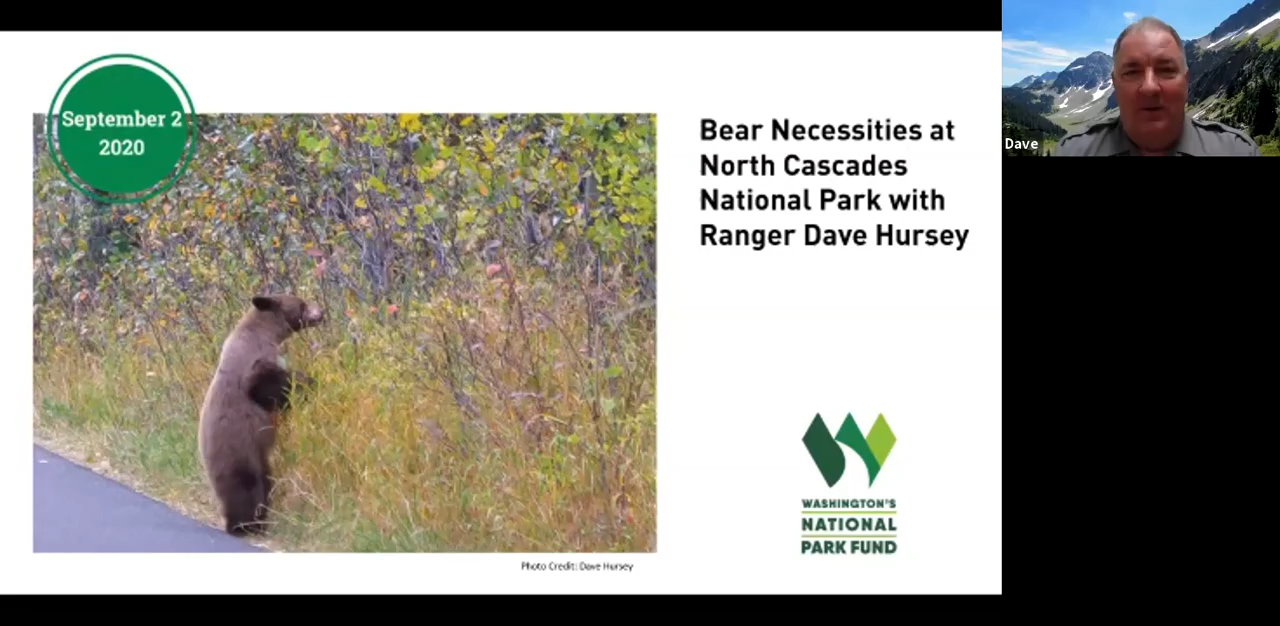 September 2
2020
Bear Necessities at
North Cascades
National Park with
Ranger Dave Hursey
WASHINGTON'S
NATIONAL
PARK FUND
Photo Credit: Dave Hursey
Dave